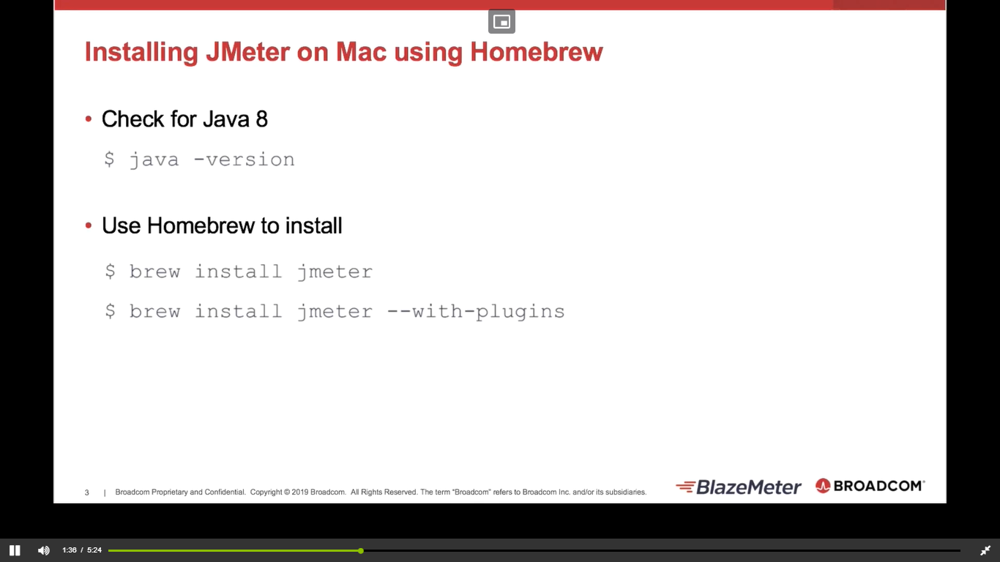 Installing JMeter on Mac using Homebrew
• Check for Java 8
$ java -version
• Use Homebrew to install
$ brew install jmeter
$ brew install jmeter --with-plugins
3 | Broadcom Proprietary and Confidential. Copyright © 2019 Broadcom. All Rights Reserved. The term “Broadcom” refers to Broadcom Inc. and/or its subsidiaries.
BlazeMeter BROADCOM®
1:36 / 5:24